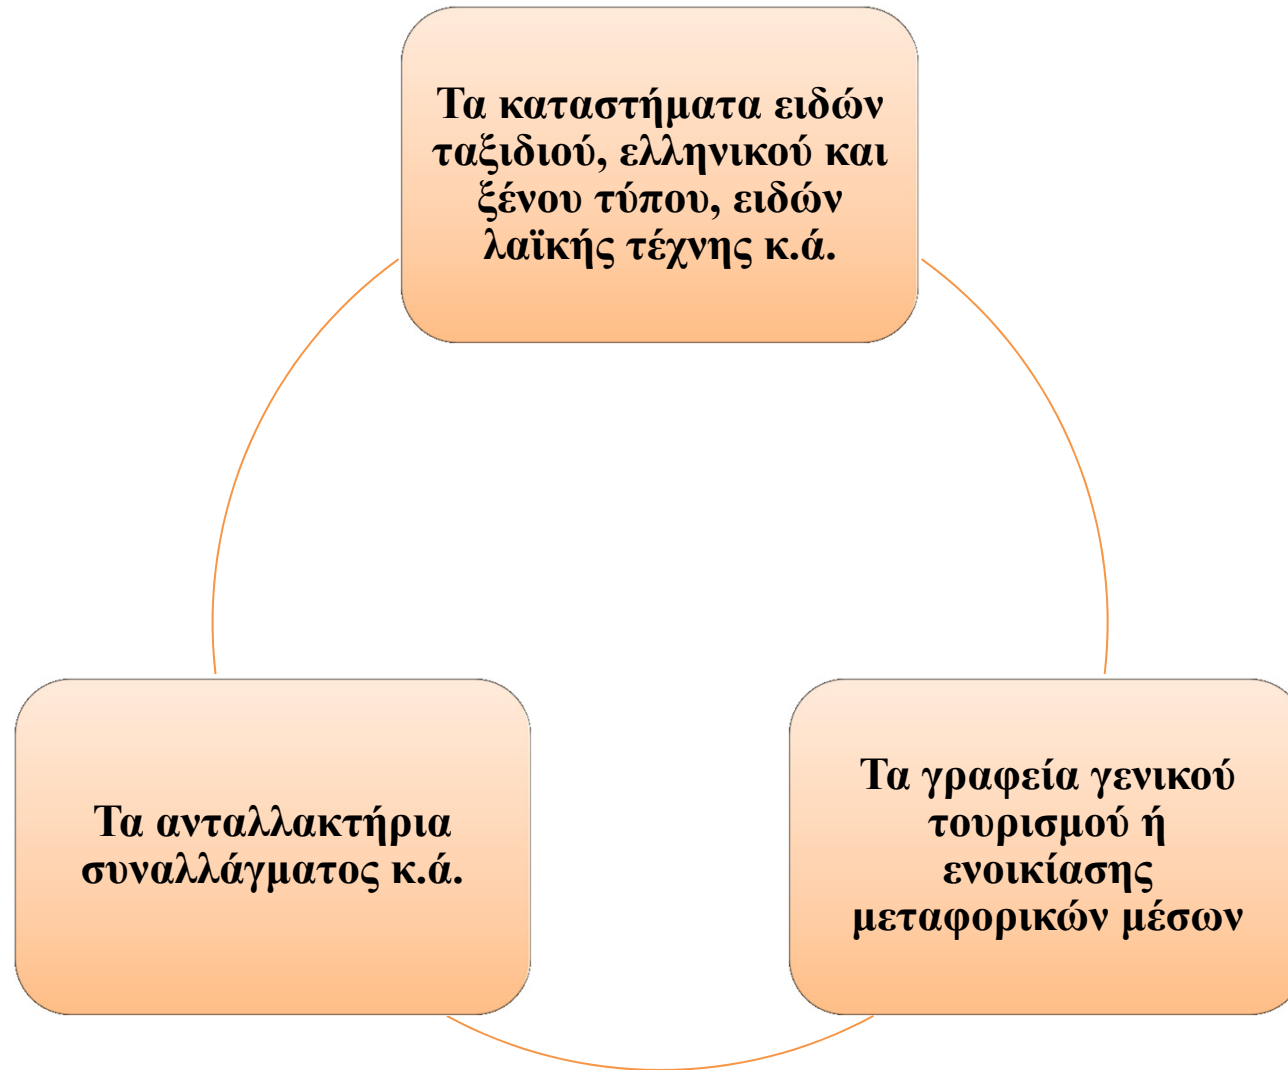 Τα καταστήματα ειδών
ταξιδιού, ελληνικού και
ξένου τύπου, ειδών
λαϊκής τέχνης κ.ά.
Τα ανταλλακτήρια
συναλλάγματος κ.ά.
Τα γραφεία γενικού
τουρισμού ή
ενοικίασης
μεταφορικών μέσων